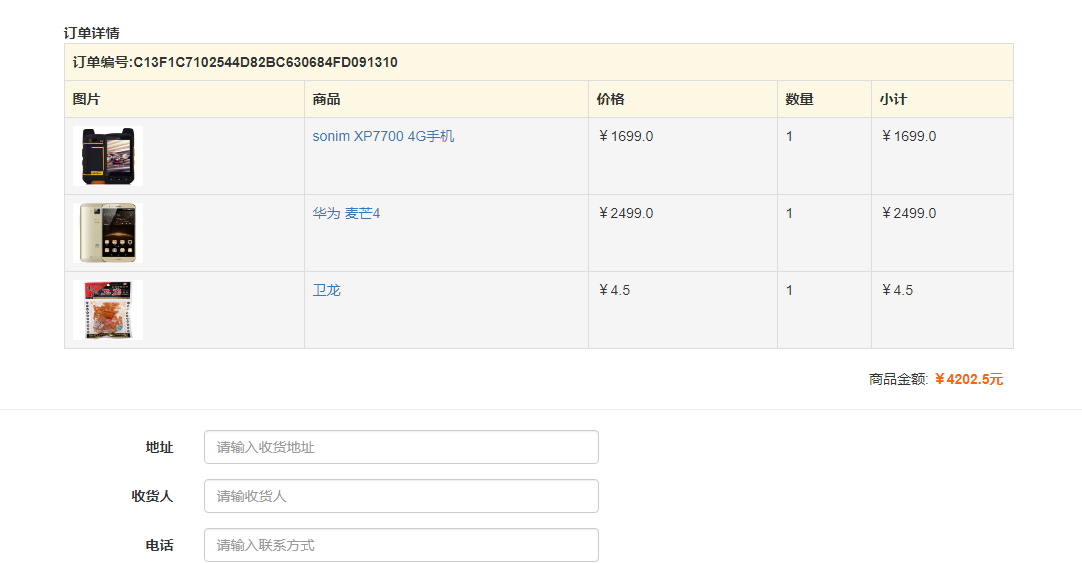 订单详情
订单编号:C13F1C7102544D82BC630684FD091310
图片 商品 价格 数量 小计
sonim XP7700 4G手机 ￥1699.0 1 ￥1699.0
华为 麦芒4 ￥2499.0 1 ￥2499.0
卫龙 ￥4.5 1 ￥4.5
商品金额: ￥4202.5元
地址 请输入收货地址
收货人 请输收货人
电话 请输入联系方式